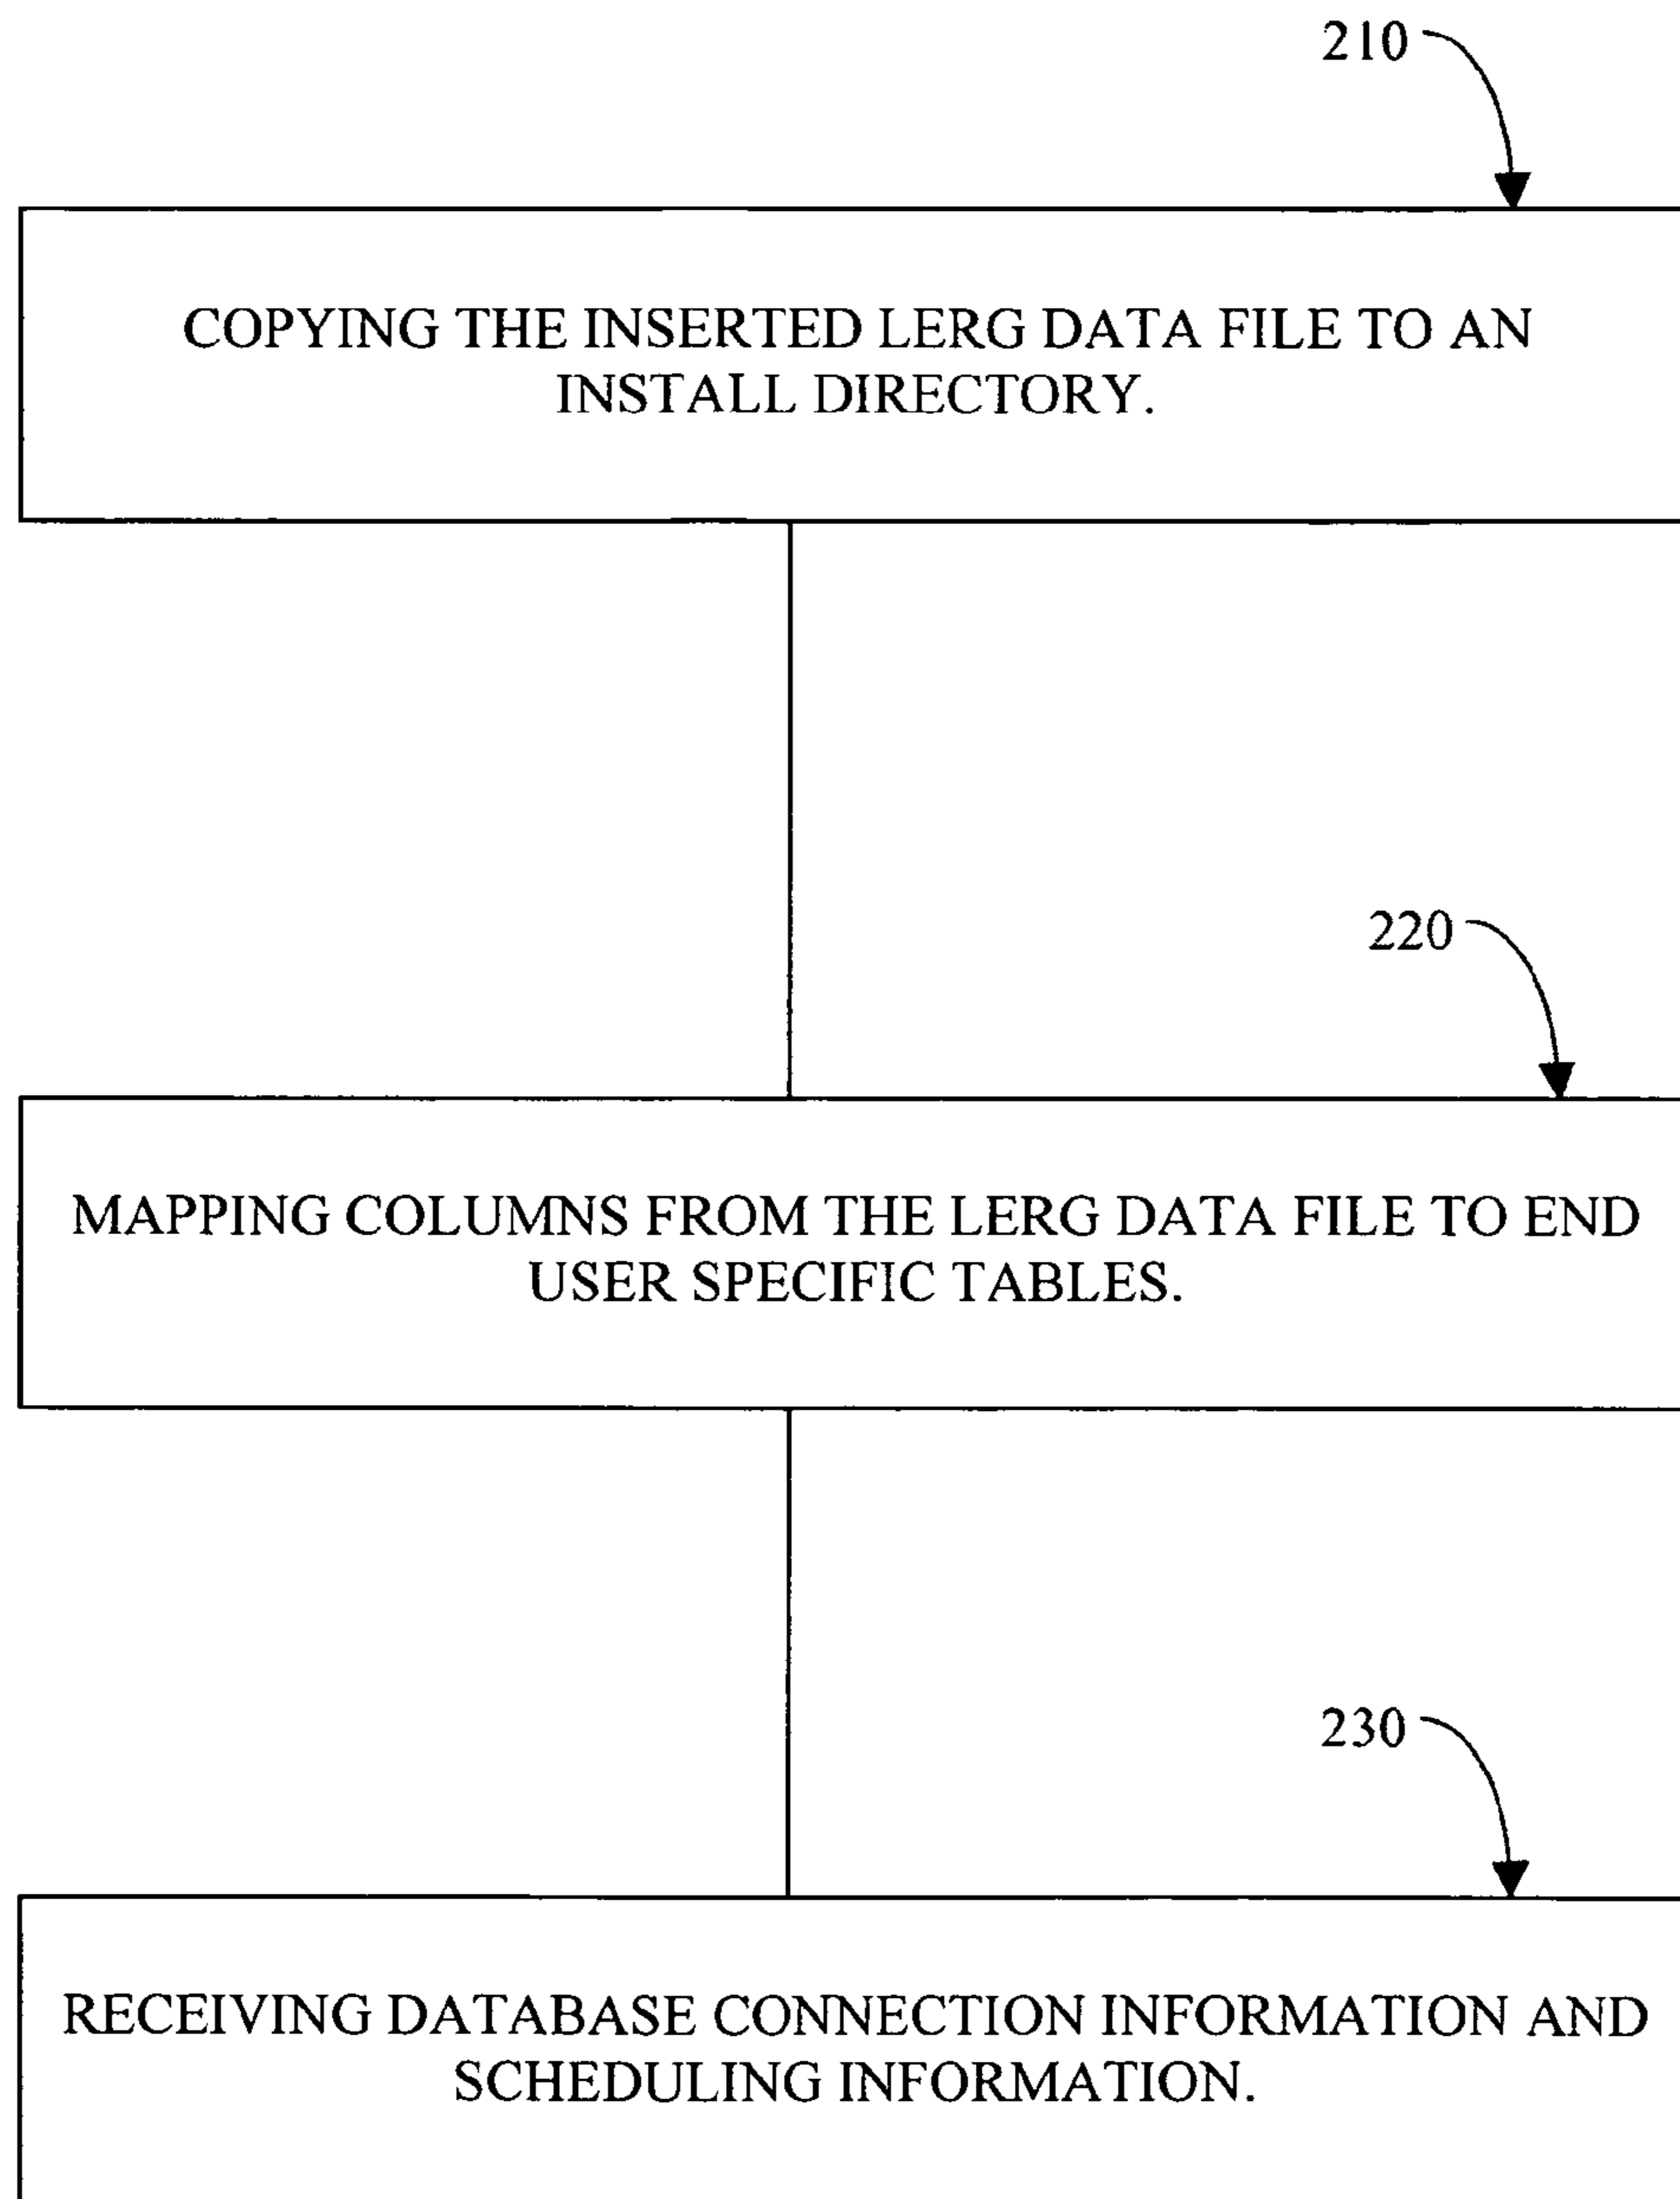 210
COPYING THE INSERTED LERG DATA FILE TO AN
INSTALL DIRECTORY.
220
MAPPING COLUMNS FROM THE LERG DATA FILE TO END
USER SPECIFIC TABLES.
230
RECEIVING DATABASE CONNECTION INFORMATION AND
SCHEDULING INFORMATION.